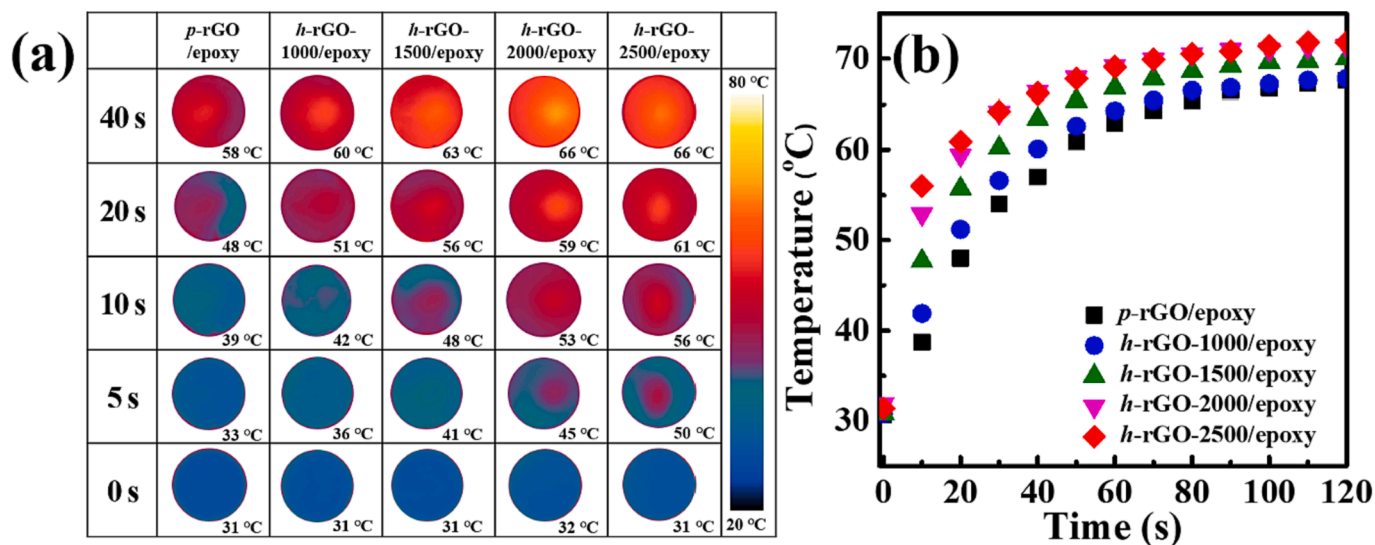 (a)
p-rGO /epoxy
h-rGO-1000/epoxy
h-rGO-1500/epoxy
h-rGO-2000/epoxy
h-rGO-2500/epoxy
40 s
58 °C
60 °C
63 °C
66 °C
66 °C
20 s
48 °C
51 °C
56 °C
59 °C
61 °C
10 s
39 °C
42 °C
48 °C
53 °C
56 °C
5 s
33 °C
36 °C
41 °C
45 °C
50 °C
0 s
31 °C
31 °C
31 °C
32 °C
31 °C
80 °C
20 °C
(b)
Temperature (°C)
70
60
50
40
30
0
20
40
60
80
100
120
Time (s)
p-rGO/epoxy
h-rGO-1000/epoxy
h-rGO-1500/epoxy
h-rGO-2000/epoxy
h-rGO-2500/epoxy